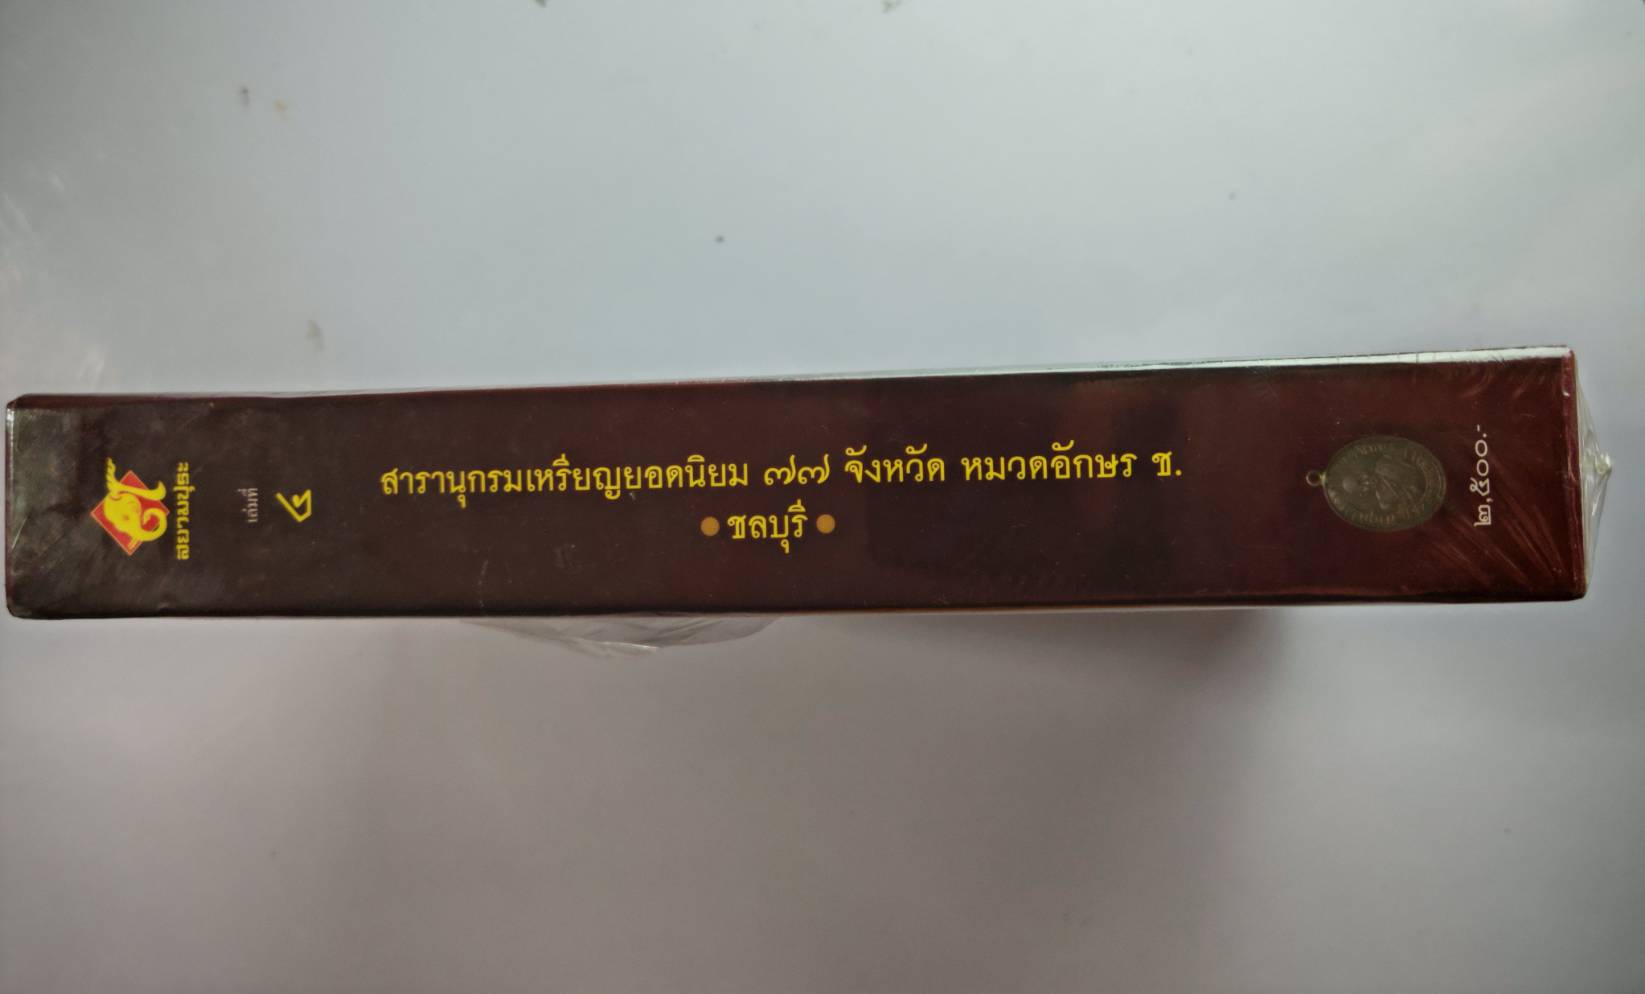 สยามชุระ
เล่มที่
๔
สารานุกรมเหรียญยอดนิยม ๗๗ จังหวัด หมวดอักษร ช.
• ชลบุรี •
๒,๕๐๐.-